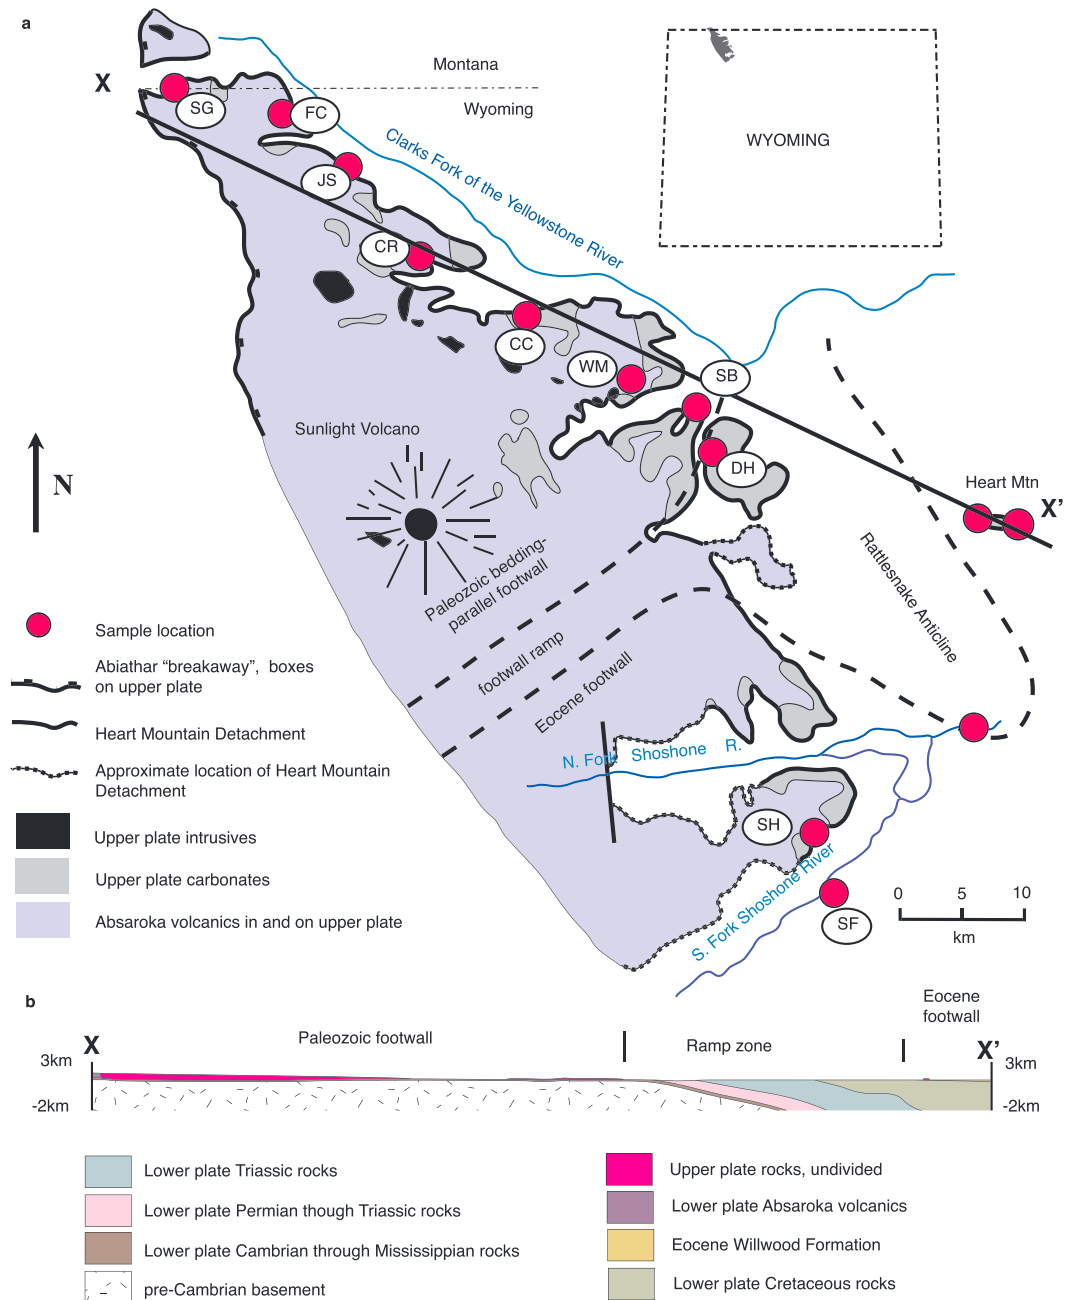 a
Montana
Wyoming
X
SG
FC
JS
CR
CC
WM
SB
DH
Clarks Fork of the Yellowstone River
WYOMING
Sunlight Volcano
N
Heart Mtn
X’
Rattlesnake Anticline
Paleozoic bedding-
parallel footwall
footwall ramp
Eocene footwall
N. Fork Shoshone R.
SH
S. Fork Shoshone River
SF
0 5 10
km
Sample location
Abiathar “breakaway”, boxes
on upper plate
Heart Mountain Detachment
Approximate location of Heart Mountain
Detachment
Upper plate intrusives
Upper plate carbonates
Absaroka volcanics in and on upper plate
b
X
Paleozoic footwall
Ramp zone
Eocene
footwall
X’
3km
-2km
3km
-2km
Lower plate Triassic rocks
Lower plate Permian though Triassic rocks
Lower plate Cambrian through Mississippian rocks
pre-Cambrian basement
Upper plate rocks, undivided
Lower plate Absaroka volcanics
Eocene Willwood Formation
Lower plate Cretaceous rocks